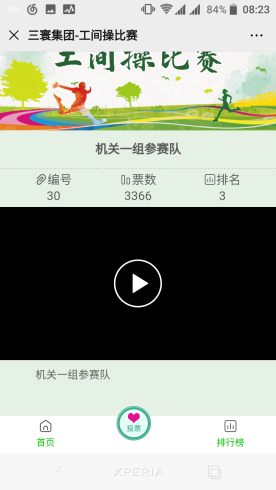 84% 08:23
三寰集团-工间操比赛
工间操比赛
机关一组参赛队
编号 票数 排名
30 3366 3
机关一组参赛队
投票
首页 排行榜
XPERIA